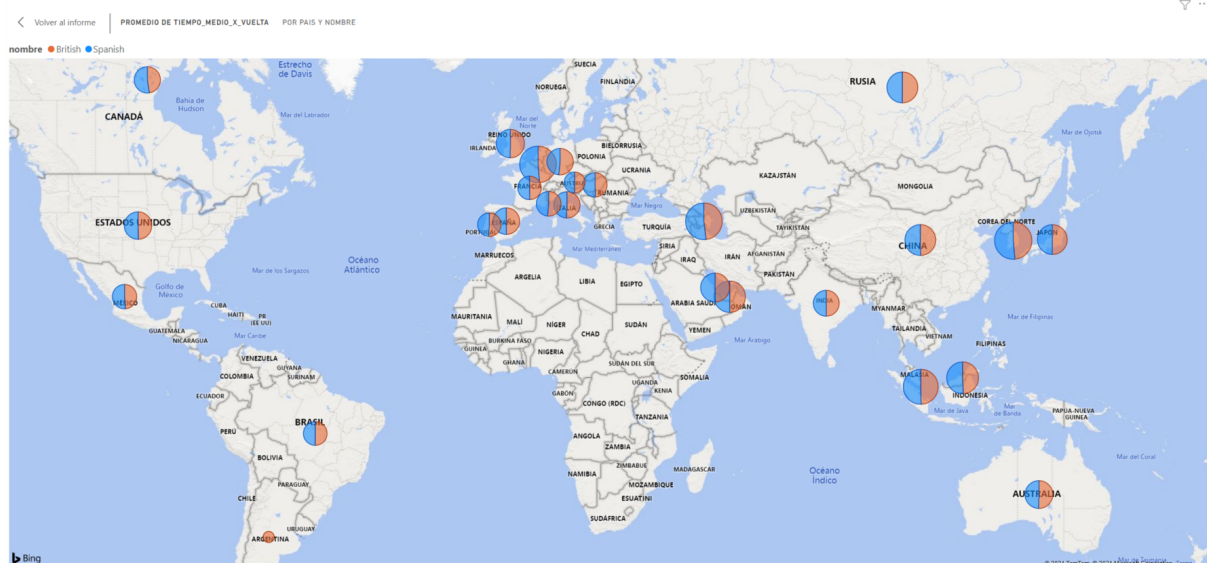 Volver al informe
PROMEDIO DE TIEMPO_MEDIO_X_VUELTA
POR PAIS Y NOMBRE
nombre British Spanish
Estrecho
de Davis
SUECIA
FINLANDIA
NORUEGA
RUSIA
Bahía de
Hudson
CANADÁ
Mar del Labrador
Mar del
Norte
Mar de Ojotsk
REINO UNIDO
IRLANDA
BIELORRUSIA
POLONIA
UCRANIA
KAZAJSTÁN
MONGOLIA
FRANCIA
AUSTRIA
RUMANIA
ITALIA
Mar Negro
UZBEKISTÁN
ESTADOS UNIDOS
ESPAÑA
PORTUGAL
GRECIA
TURQUÍA
TAYIKISTÁN
COREA DEL NORTE
JAPÓN
CHINA
Mar Mediterráneo
SIRIA
MARRUECOS
IRAQ
IRÁN
AFGANISTÁN
PAKISTÁN
Océano
Atlántico
Mar de los Sargazos
ARGELIA
LIBIA
EGIPTO
Golfo de
México
MÉXICO
CUBA
HAITÍ
PR
(EE UU)
ARABIA SAUDÍ
OMÁN
INDIA
MYANMAR
Mar de Filipinas
MAURITANIA
MALÍ
NÍGER
CHAD
SUDÁN
YEMEN
Mar Arábigo
TAILANDIA
VIETNAM
FILIPINAS
GUATEMALA
NICARAGUA
Mar Caribe
GUINEA
BURKINA FASO
GHANA
NIGERIA
CAMERÚN
SUDÁN DEL SUR
SOMALIA
VENEZUELA
GUYANA
SURINAM
COLOMBIA
ECUADOR
GABÓN
UGANDA
KENIA
CONGO (RDC)
TANZANIA
MALASIA
INDONESIA
Mar de Java
Mar
de Banda
PAPÚA-NUEVA
GUINEA
PERÚ
BRASIL
BOLIVIA
ANGOLA
ZAMBIA
ZIMBABUE
MOZAMBIQUE
MADAGASCAR
NAMIBIA
ESUATINI
SUDÁFRICA
Océano
Índico
Mar del Coral
AUSTRALIA
PARAGUAY
CHILE
URUGUAY
ARGENTINA
Bing